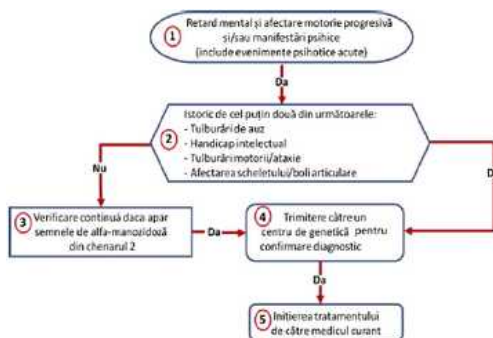 1 Retard mental și afectare motorie progresivă
și/sau manifestări psihice
(include evenimente psihotice acute)
Da
Istoric de cel puțin două din următoarele:
- Tulburări de auz
2 - Handicap intelectual
- Tulburări motorii/ataxie
- Afectarea scheletului/boli articulare
Nu
D
3 Verificare continuă daca apar
semnele de alfa-manozidoză
din chenarul 2
Da
4 Trimitere către un
centru de genetică pentru
confirmare diagnostic
Da
5 Inițierea tratamentului
de către medicul curant